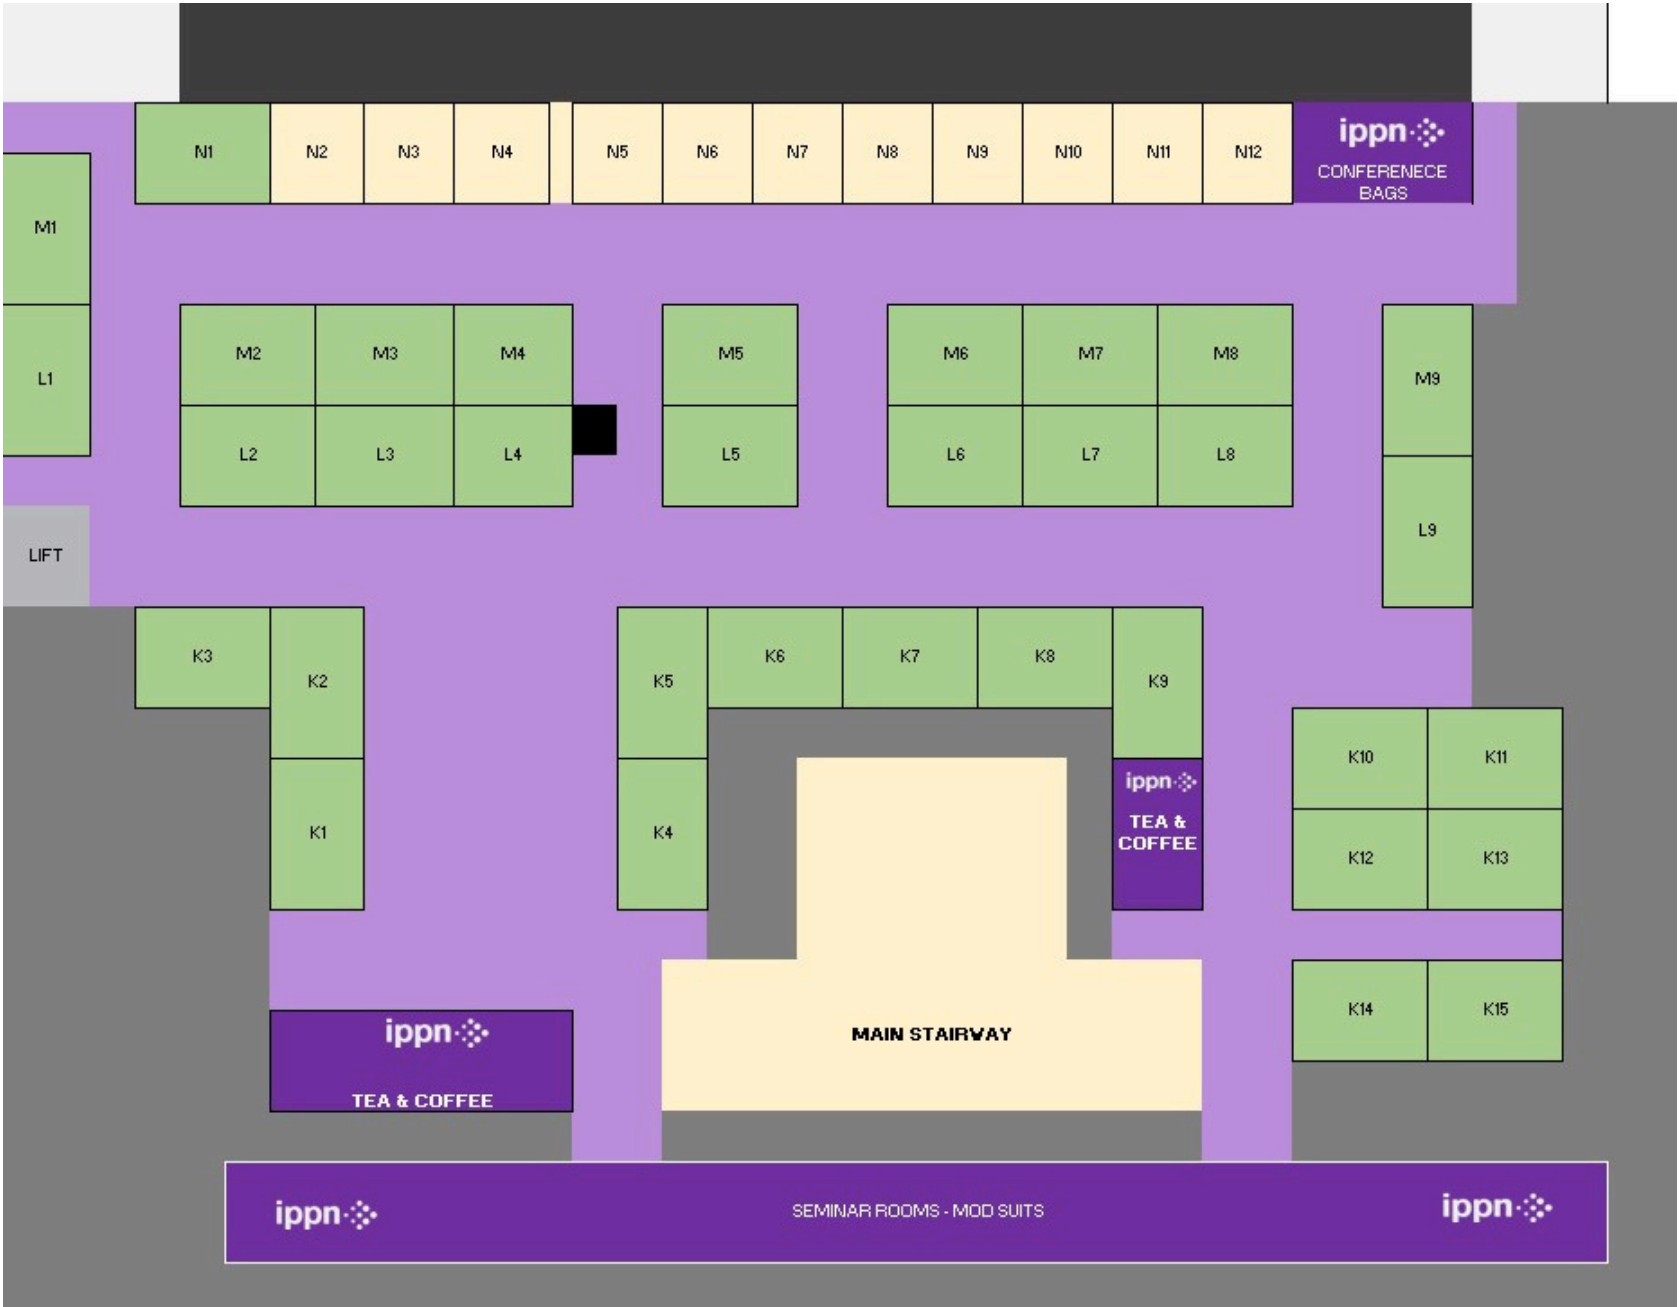 N1 N2 N3 N4 N5 N6 N7 N8 N9 N10 N11 N12
ippn
CONFERENECE
BAGS
M1
M2 M3 M4 M5 M6 M7 M8 M9
L1
L2 L3 L4 L5 L6 L7 L8
L9
LIFT
K3 K2 K5 K6 K7 K8 K9
K1 K4
ippn
TEA &
COFFEE
K10 K11
K12 K13
K14 K15
MAIN STAIRWAY
ippn
TEA & COFFEE
ippn
SEMINAR ROOMS - MOD SUITS
ippn